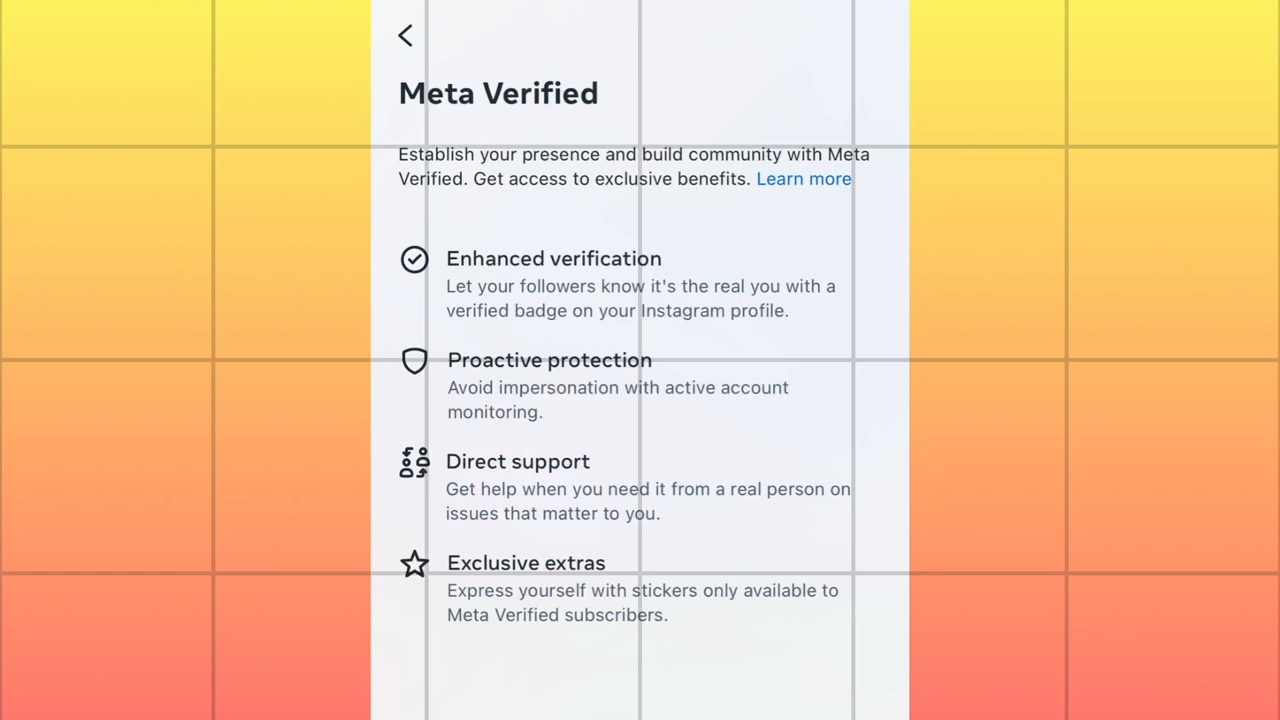 Meta Verified
Establish your presence and build community with Meta
Verified. Get access to exclusive benefits. Learn more
Enhanced verification
Let your followers know it's the real you with a
verified badge on your Instagram profile.
Proactive protection
Avoid impersonation with active account
monitoring.
Direct support
Get help when you need it from a real person on
issues that matter to you.
Exclusive extras
Express yourself with stickers only available to
Meta Verified subscribers.